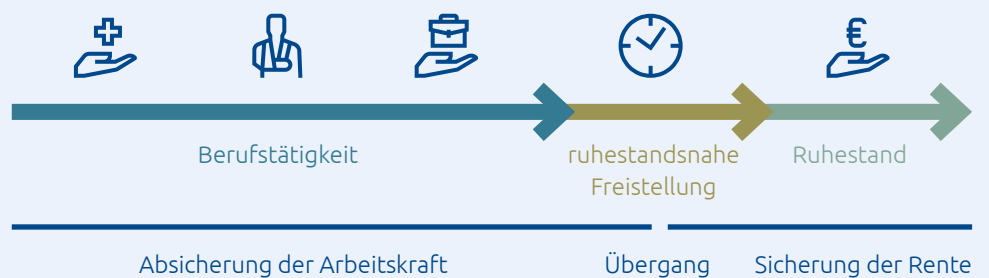 €
Berufstätigkeit
ruhestandsnahe
Freistellung
Ruhestand
Absicherung der Arbeitskraft
Übergang
Sicherung der Rente